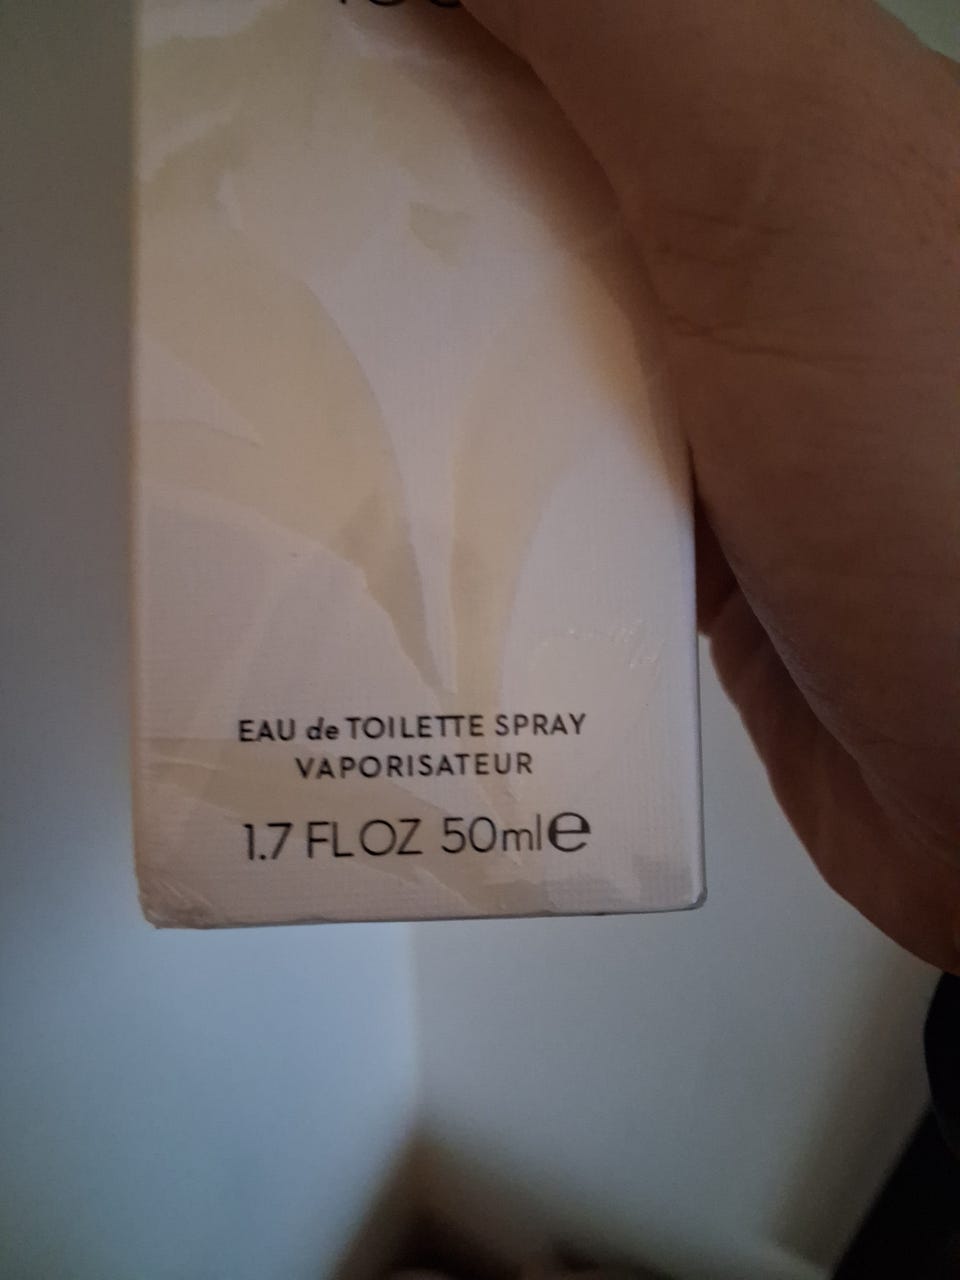 EAU de TOILETTE SPRAY
VAPORISATEUR
1.7 FL OZ 50ml e